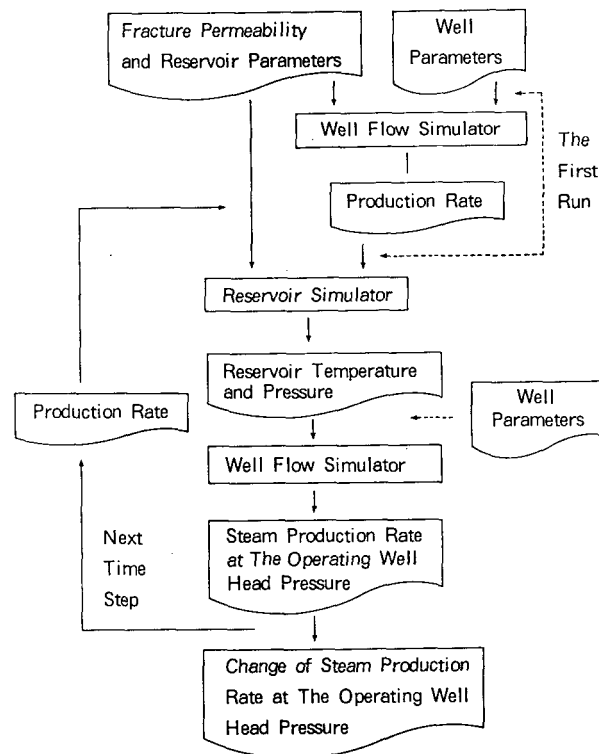 Fracture Permeability
and Reservoir Parameters
Well
Parameters
Well Flow Simulator
The
First
Run
Production Rate
Reservoir Simulator
Reservoir Temperature
and Pressure
Production Rate
Well
Parameters
Well Flow Simulator
Next
Time
Step
Steam Production Rate
at The Operating Well
Head Pressure
Change of Steam Production
Rate at The Operating Well
Head Pressure